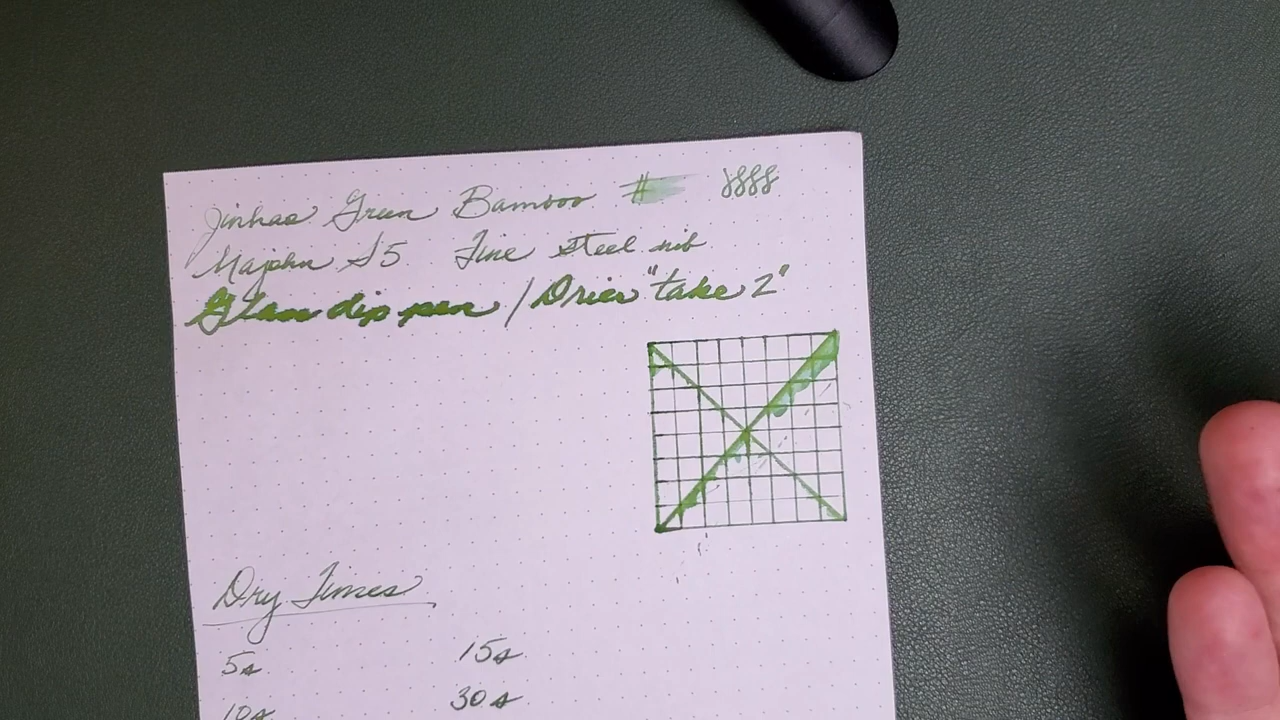 Jinhao Green Bamboo #
Majohn S5 Fine steel nib
Glass dip pen / Drier "take 2"
Dry Times
5s 15s
10s 30s